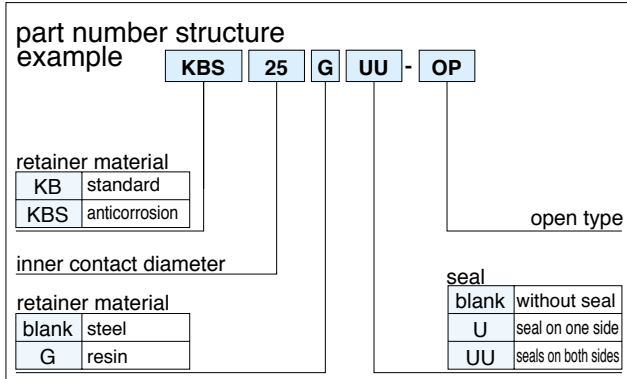 part number structure
example
KBS 25 G UU - OP
retainer material
KB standard
KBS anticorrosion
open type
inner contact diameter
seal
retainer material
blank without seal
blank steel
U seal on one side
G resin
UU seals on both sides